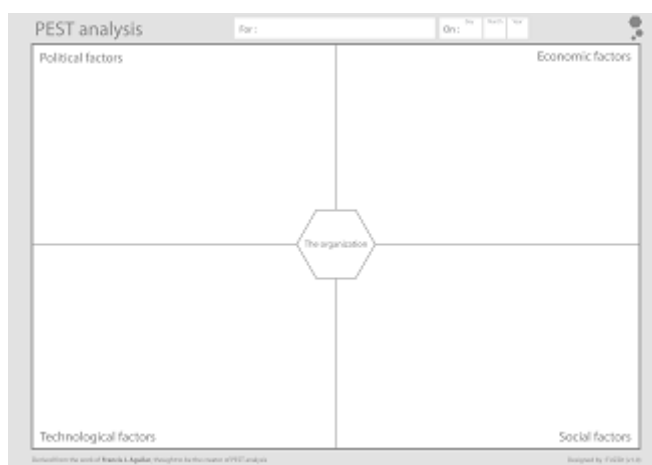 PEST analysis
For :
On :
Day
Month
Year
Political factors
Economic factors
The organization
Technological factors
Social factors
Derived from the work of Francis J. Aguilar, thought to be the creator of PEST analysis
Designed by